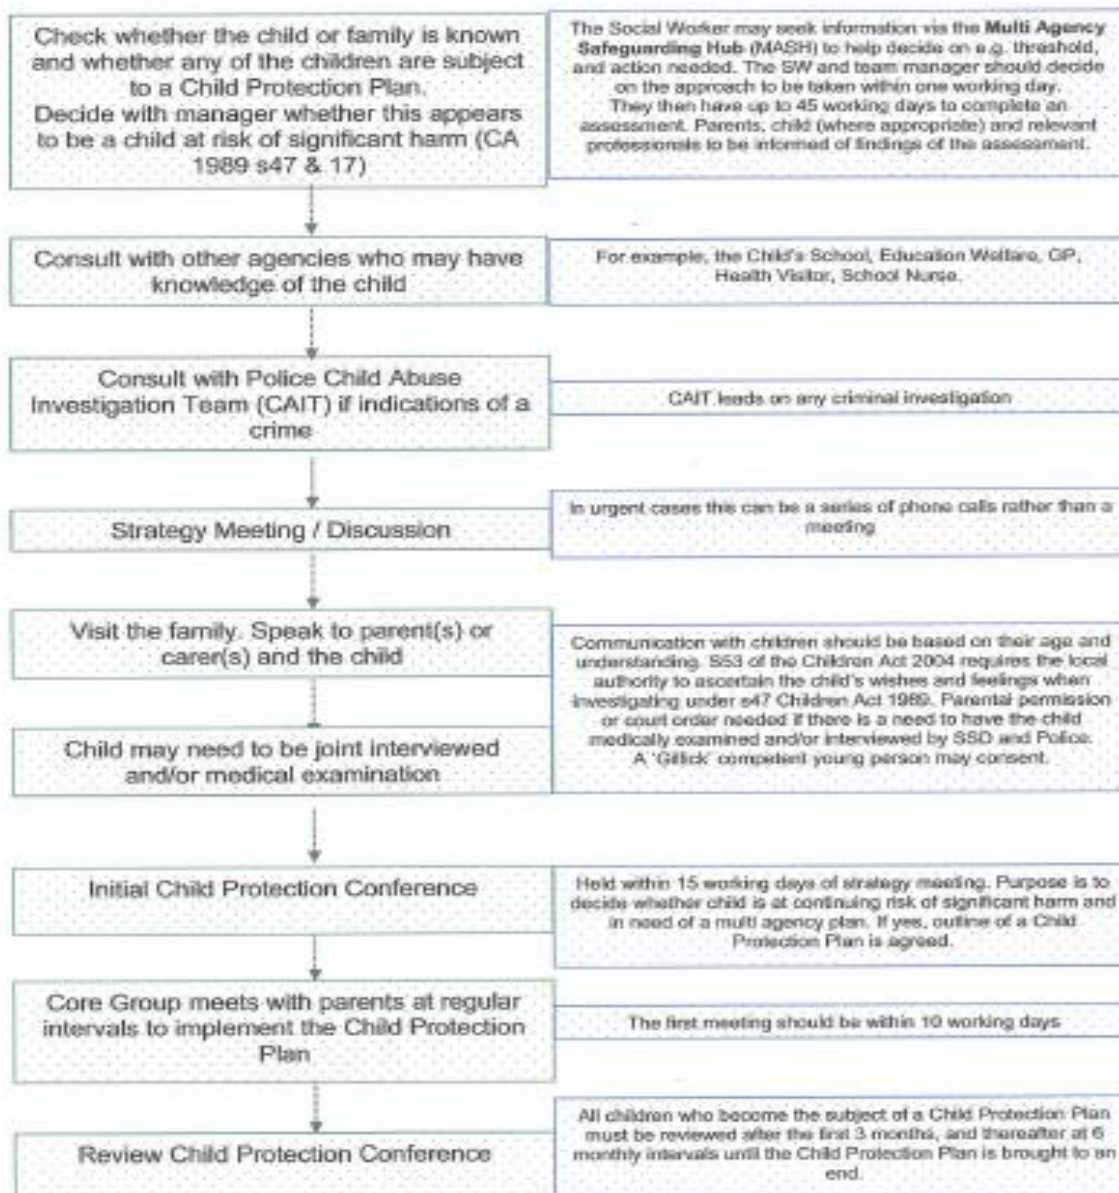 Check whether the child or family is known
and whether any of the children are subject
to a Child Protection Plan.
Decide with manager whether this appears
to be a child at risk of significant harm (CA
1989 s47 & 17)
The Social Worker may seek information via the Multi Agency
Safeguarding Hub (MASH) to help decide on e.g. threshold,
and action needed. The SW and team manager should decide
on the approach to be taken within one working day.
They then have up to 45 working days to complete an
assessment. Parents, child (where appropriate) and relevant
professionals to be informed of findings of the assessment.
Consult with other agencies who may have
knowledge of the child
For example, the Child's School, Education Welfare, GP,
Health Visitor, School Nurse.
Consult with Police Child Abuse
Investigation Team (CAIT) if indications of a
crime
CAIT leads on any criminal investigation
Strategy Meeting / Discussion
In urgent cases this can be a series of phone calls rather than a
meeting
Visit the family. Speak to parent(s) or
carer(s) and the child
Child may need to be joint interviewed
and/or medical examination
Communication with children should be based on their age and
understanding. S53 of the Children Act 2004 requires the local
authority to ascertain the child's wishes and feelings when
investigating under s47 Children Act 1989. Parental permission
or court order needed if there is a need to have the child
medically examined and/or interviewed by SSD and Police.
A 'Gillick' competent young person may consent.
Initial Child Protection Conference
Held within 15 working days of strategy meeting. Purpose is to
decide whether child is at continuing risk of significant harm and
in need of a multi agency plan. If yes, outline of a Child
Protection Plan is agreed.
Core Group meets with parents at regular
intervals to implement the Child Protection
Plan
The first meeting should be within 10 working days
Review Child Protection Conference
All children who become the subject of a Child Protection Plan
must be reviewed after the first 3 months, and thereafter at 6
monthly intervals until the Child Protection Plan is brought to an
end.